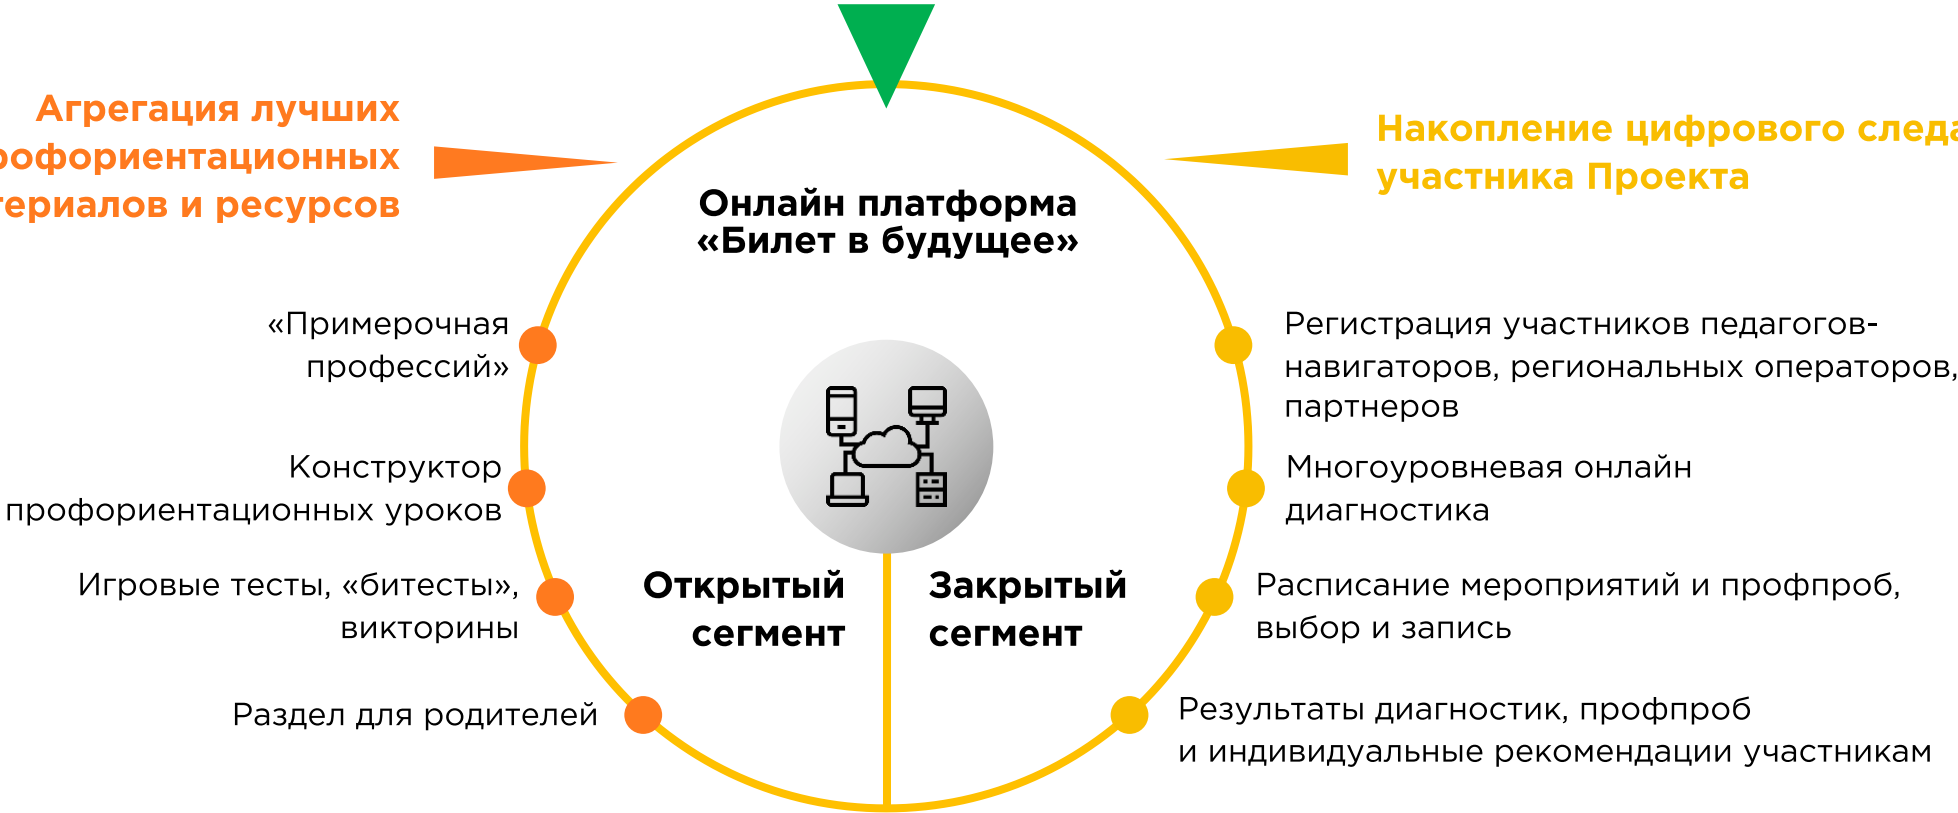 Агрегация лучших
рофориентационных
териалов и ресурсов
Накопление цифрового следа
участника Проекта
Онлайн платформа
«Билет в будущее»
«Примерочная
профессий»
Конструктор
профориентационных уроков
Игровые тесты, «битесты»,
викторины
Раздел для родителей
Открытый
сегмент
Закрытый
сегмент
Регистрация участников педагогов-
навигаторов, региональных операторов,
партнеров
Многоуровневая онлайн
диагностика
Расписание мероприятий и профпроб,
выбор и запись
Результаты диагностик, профпроб
и индивидуальные рекомендации участникам